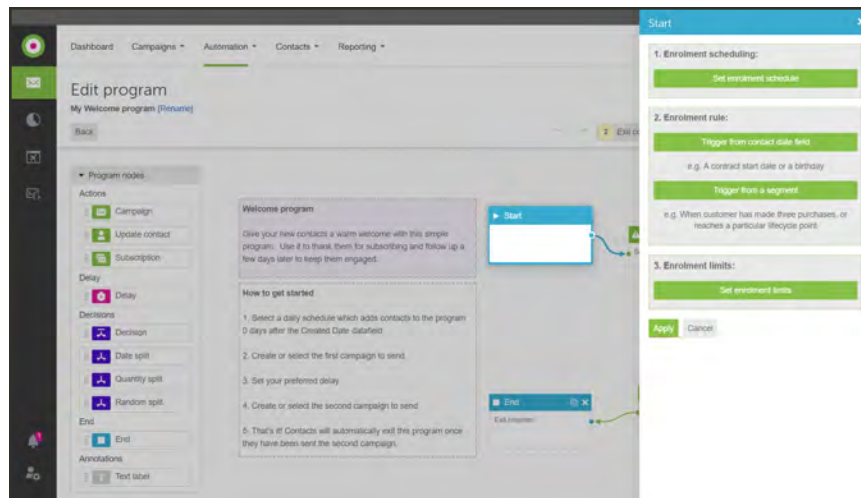 Start
Dashboard Campaigns Automation Contacts Reporting
Edit program
My Welcome program [Rename]
Back
Program nodes
Actions
Campaign
Update contact
Subscription
Delay
Delay
Decisions
Decision
Date split
Quantity split
Random split
End
End
Annotations
Text label
Welcome program
Give your new contacts a warm welcome with this simple
program. Use it to thank them for subscribing and follow up a
few days later to keep them engaged.
How to get started
1. Select a daily schedule which adds contacts to the program
0 days after the Created Date datafield
2. Create or select the first campaign to send
3. Set your preferred delay
4. Create or select the second campaign to send
5. That's it! Contacts will automatically exit this program once
they have been sent the second campaign.
Start
End
1. Enrolment scheduling:
Set enrolment schedule
2. Enrolment rule:
Trigger from contact date field
e.g. A contract start date or a birthday
Trigger from a segment
e.g. When customer has made three purchases, or
reaches a particular lifecycle point
3. Enrolment limits:
Set enrolment limits
Apply Cancel